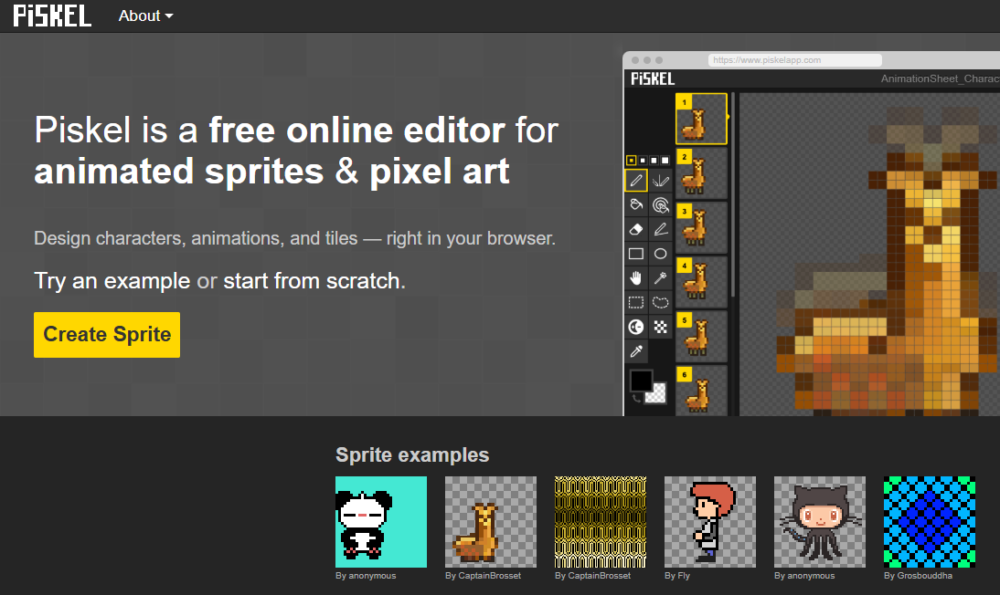 PiSKEL
About
https://www.piskelapp.com
PiSKEL
AnimationSheet_Charac
Piskel is a free online editor for
animated sprites & pixel art
Design characters, animations, and tiles — right in your browser.
Try an example or start from scratch.
Create Sprite
1
2
3
4
5
6
Sprite examples
By anonymous
By CaptainBrosset
By CaptainBrosset
By Fly
By anonymous
By Grosbouddha